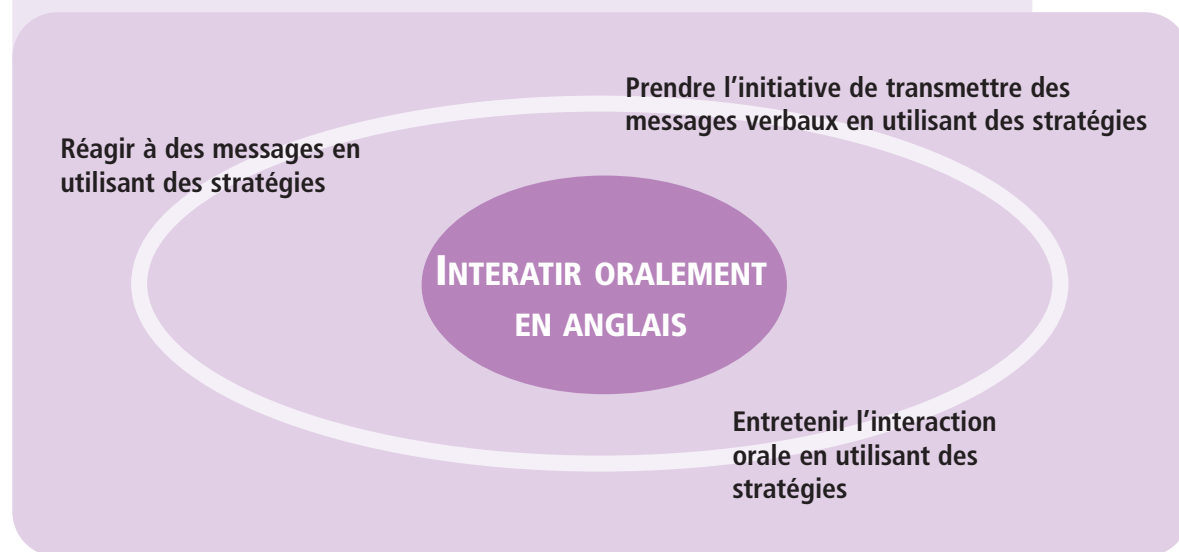 Prendre l'initiative de transmettre des
messages verbaux en utilisant des stratégies
Réagir à des messages en
utilisant des stratégies
INTERATIR ORALEMENT
EN ANGLAIS
Entretenir l'interaction
orale en utilisant des
stratégies